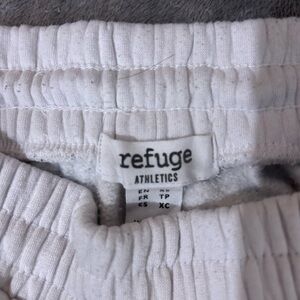 refuge
ATHLETICS
EN XS
FR TP
ES XC